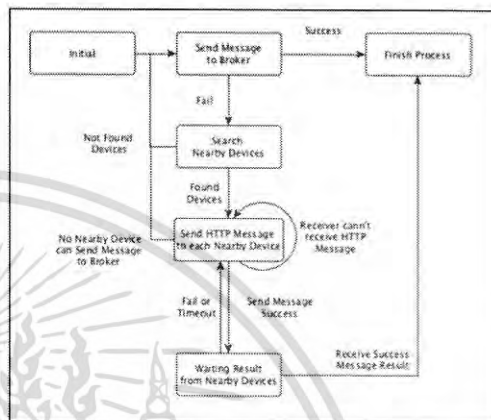 Success
Initial
Send Message
to Broker
Finish Process
Fail
Not Found
Devices
Search
Nearby Devices
Found
Devices
No Nearby Device
can Send Message
to Broker
Send HTTP Message
to each Nearby Device
Receiver cann't
receive HTTP
Message
Fail or
Timeout
Send Message
Success
Waiting Result
from Nearby Devices
Receive Success
Message Result